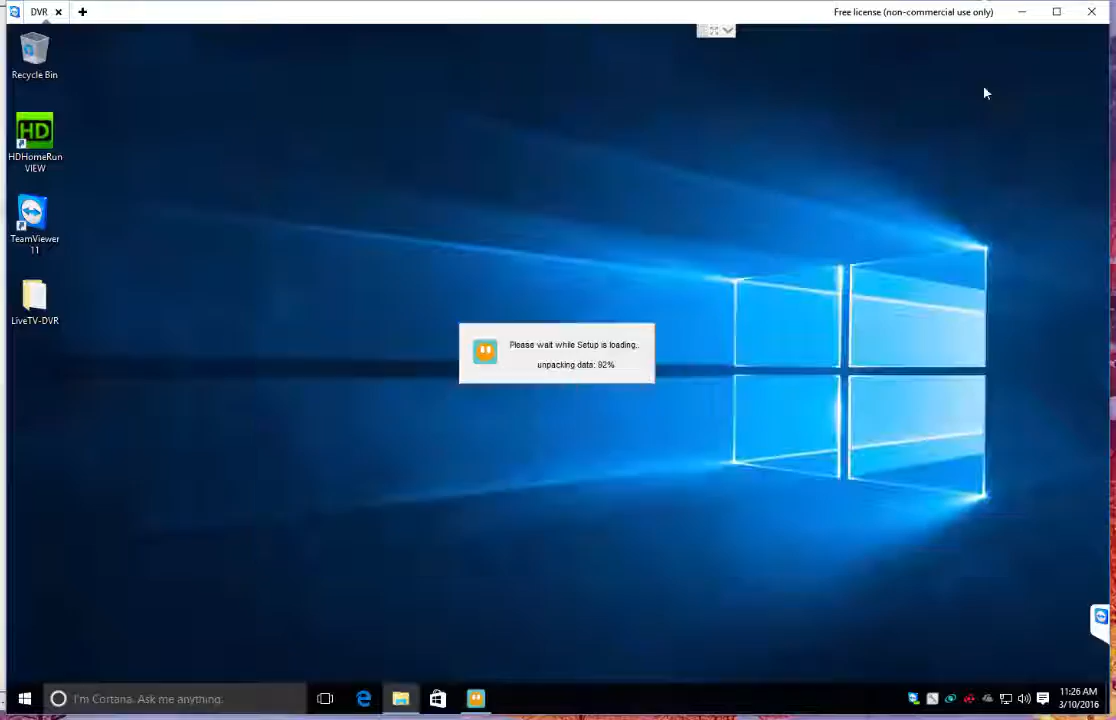 DVR
Free license (non-commercial use only)
Recycle Bin
HD
HDHomeRun
VIEW
TeamViewer
11
LiveTV-DVR
Please wait while Setup is loading..
unpacking data: 92%
I'm Cortana. Ask me anything.
11:26 AM
3/10/2016